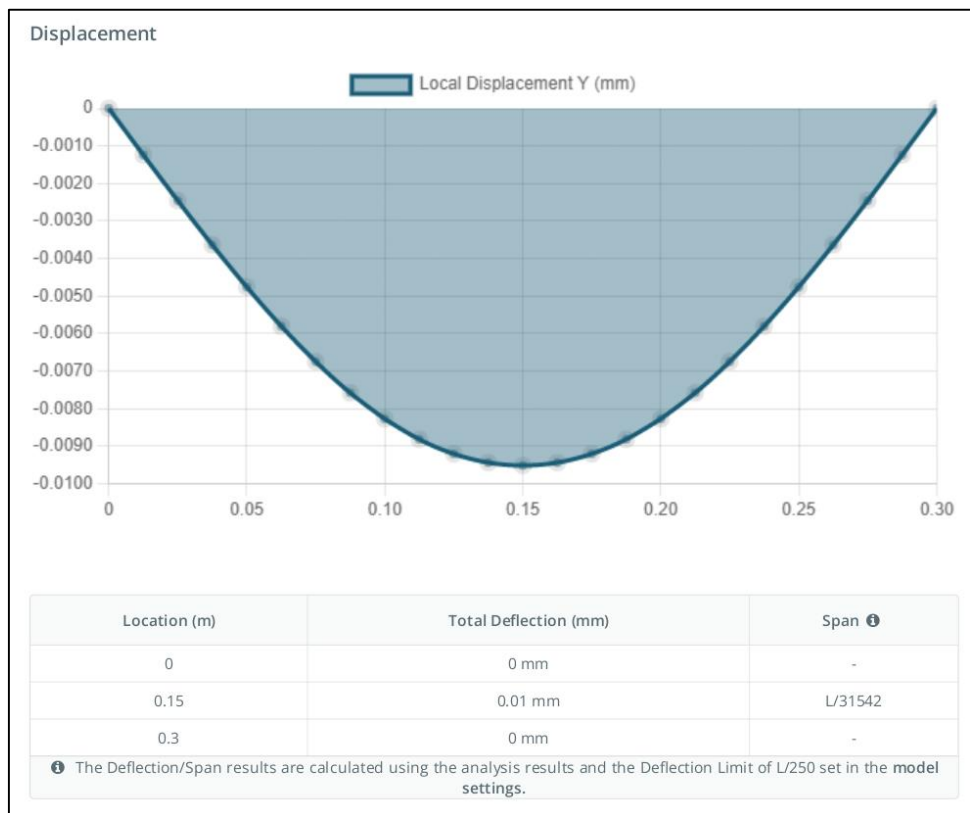 Displacement
Local Displacement Y (mm)
0
-0.0010
-0.0020
-0.0030
-0.0040
-0.0050
-0.0060
-0.0070
-0.0080
-0.0090
-0.0100
0 0.05 0.10 0.15 0.20 0.25 0.30
Location (m) Total Deflection (mm) Span
0 0 mm -
0.15 0.01 mm L/31542
0.3 0 mm -
The Deflection/Span results are calculated using the analysis results and the Deflection Limit of L/250 set in the model
settings.